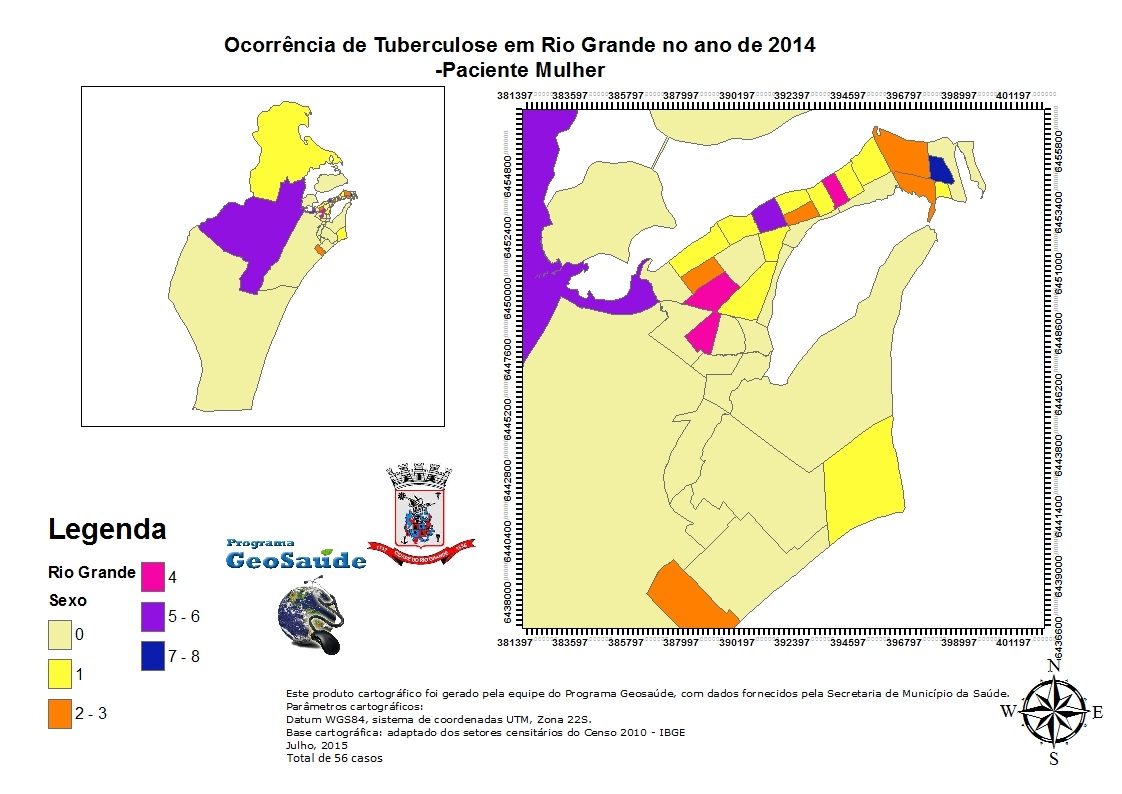 Ocorrência de Tuberculose em Rio Grande no ano de 2014
-Paciente Mulher
381397 383597 385797 387997 390197 392397 394597 396797 398997 401197
6454800
6452400
6450000
6447600
6445200
6442800
6440400
6438000
6455800
6453400
6451000
6448600
6446200
6443800
6441400
6439000
6436600
381397 383597 385797 387997 390197 392397 394597 396797 398997 401197
Legenda
Rio Grande
Sexo
0
1
2 - 3
4
5 - 6
7 - 8
Programa
GeoSaúde
CIDADE DO RIO GRANDE
N
W E
S
Este produto cartográfico foi gerado pela equipe do Programa Geosaúde, com dados fornecidos pela Secretaria de Município da Saúde.
Parâmetros cartográficos:
Datum WGS84, sistema de coordenadas UTM, Zona 22S.
Base cartográfica: adaptado dos setores censitários do Censo 2010 - IBGE
Julho, 2015
Total de 56 casos